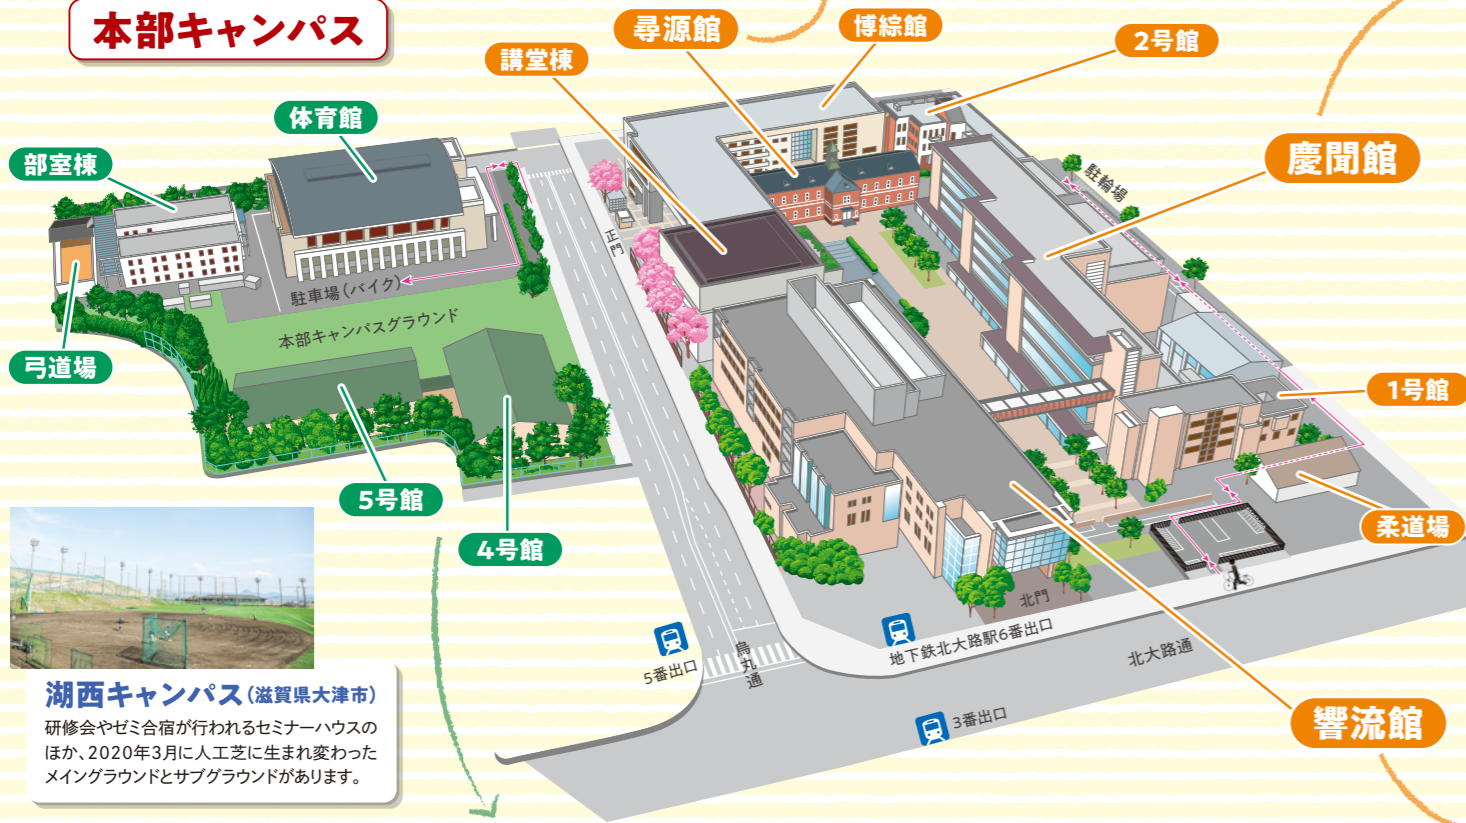 本部キャンパス
尋源館
博綜館
2号館
講堂棟
体育館
慶聞館
部室棟
駐輪場
正門
駐車場(バイク)
本部キャンパスグラウンド
弓道場
1号館
5号館
4号館
柔道場
北門
地下鉄北大路駅6番出口
北大路通
烏丸通
5番出口
3番出口
響流館
湖西キャンパス(滋賀県大津市)
研修会やゼミ合宿が行われるセミナーハウスの
ほか、2020年3月に人工芝に生まれ変わった
メイングラウンドとサブグラウンドがあります。